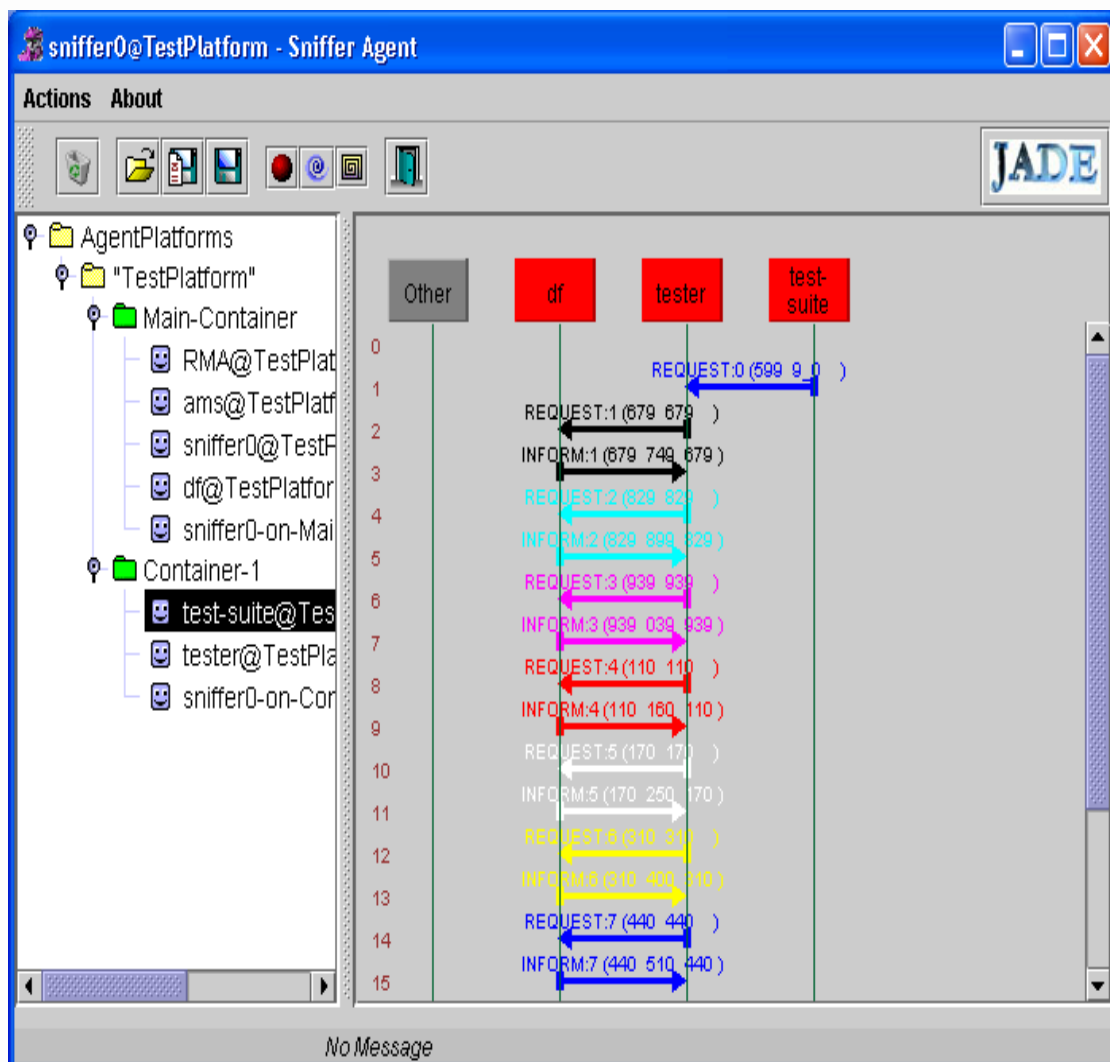 sniffer0@TestPlatform - Sniffer Agent
Actions About
JADE
AgentPlatforms
"TestPlatform"
Main-Container
RMA@TestPlat
ams@TestPlatf
sniffer0@TestP
df@TestPlatfor
sniffer0-on-Mai
Container-1
test-suite@Tes
tester@TestPla
sniffer0-on-Cor
Other
df
tester
test-
suite
0
REQUEST:0 (599 9_0 )
1
REQUEST:1 (679 679 )
2
INFORM:1 (679 749 679)
3
REQUEST:2 (829 829 )
4
INFORM:2 (829 899 829)
5
REQUEST:3 (939 939 )
6
INFORM:3 (939 039 939)
7
REQUEST:4 (110 110 )
8
INFORM:4 (110 160 110)
9
REQUEST:5 (170 170 )
10
INFORM:5 (170 250 170)
11
REQUEST:6 (310 310 )
12
INFORM:6 (310 400 310)
13
REQUEST:7 (440 440 )
14
INFORM:7 (440 510 440)
15
No Message